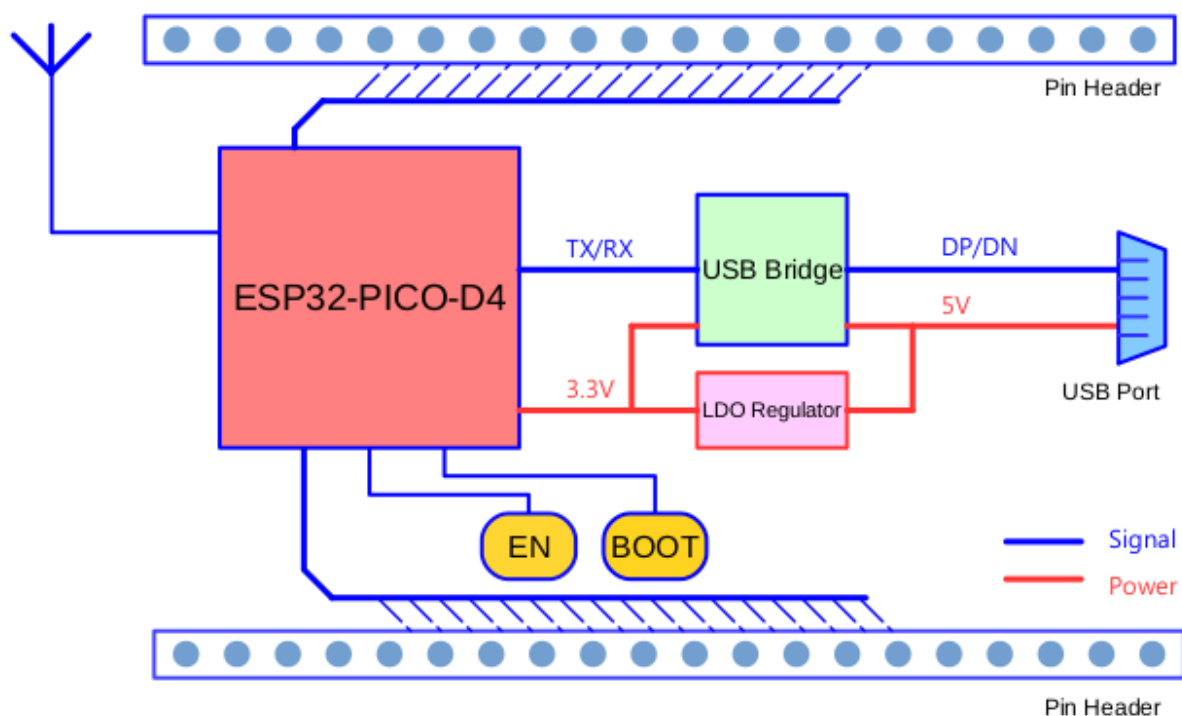 Pin Header
TX/RX
USB Bridge
DP/DN
ESP32-PICO-D4
5V
3.3V
LDO Regulator
USB Port
EN
BOOT
Signal
Power
Pin Header